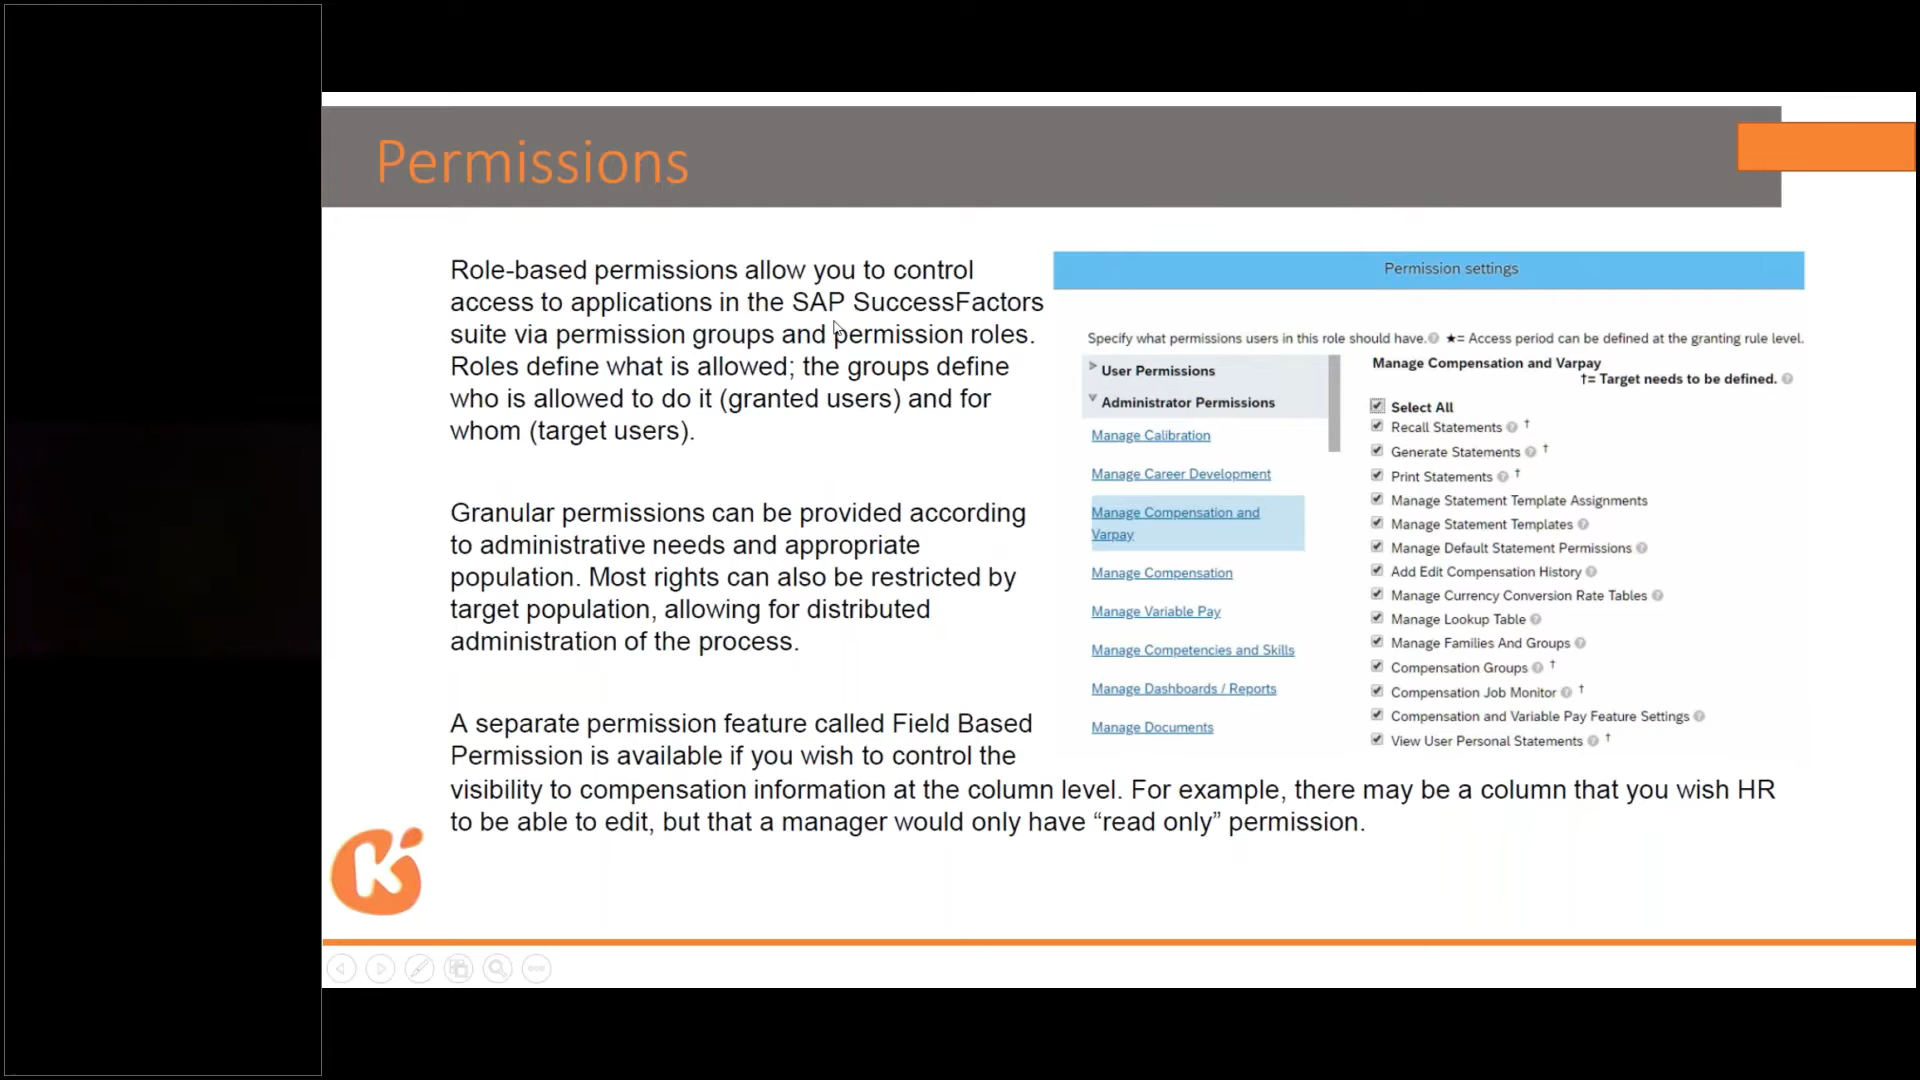 Permissions
Role-based permissions allow you to control
access to applications in the SAP SuccessFactors
suite via permission groups and permission roles.
Roles define what is allowed; the groups define
who is allowed to do it (granted users) and for
whom (target users).
Granular permissions can be provided according
to administrative needs and appropriate
population. Most rights can also be restricted by
target population, allowing for distributed
administration of the process.
A separate permission feature called Field Based
Permission is available if you wish to control the
visibility to compensation information at the column level. For example, there may be a column that you wish HR
to be able to edit, but that a manager would only have “read only” permission.
Permission settings
Specify what permissions users in this role should have. ★= Access period can be defined at the granting rule level.
User Permissions
Administrator Permissions
Manage Calibration
Manage Career Development
Manage Compensation and
Varpay
Manage Compensation
Manage Variable Pay
Manage Competencies and Skills
Manage Dashboards / Reports
Manage Documents
Manage Compensation and Varpay
†= Target needs to be defined.
Select All
Recall Statements †
Generate Statements †
Print Statements †
Manage Statement Template Assignments
Manage Statement Templates
Manage Default Statement Permissions
Add Edit Compensation History
Manage Currency Conversion Rate Tables
Manage Lookup Table
Manage Families And Groups
Compensation Groups †
Compensation Job Monitor †
Compensation and Variable Pay Feature Settings
View User Personal Statements †
K